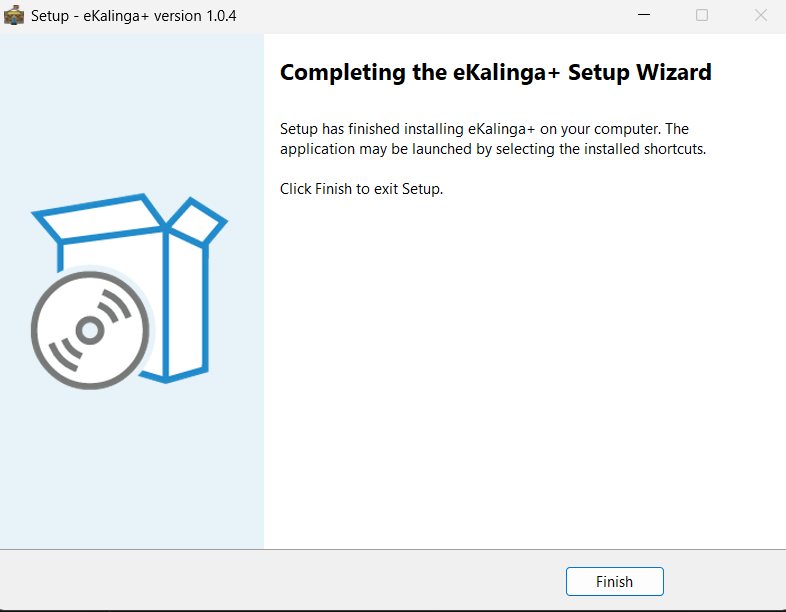 Setup - eKalinga+ version 1.0.4
Completing the eKalinga+ Setup Wizard
Setup has finished installing eKalinga+ on your computer. The
application may be launched by selecting the installed shortcuts.
Click Finish to exit Setup.
Finish